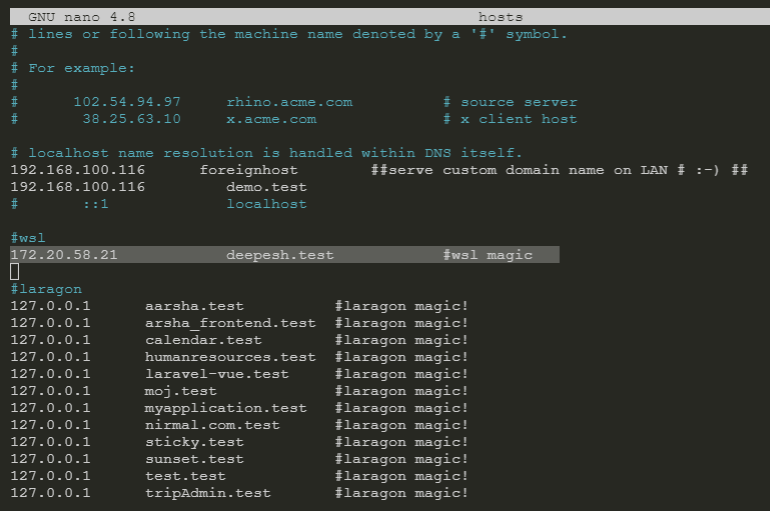 GNU nano 4.8 hosts
# lines or following the machine name denoted by a '#' symbol.
#
# For example:
#
# 102.54.94.97 rhino.acme.com # source server
# 38.25.63.10 x.acme.com # x client host
# localhost name resolution is handled within DNS itself.
192.168.100.116 foreignhost ##serve custom domain name on LAN # :-) ##
192.168.100.116 demo.test
# ::1 localhost
#wsl
172.20.58.21 deepesh.test #wsl magic
#laragon
127.0.0.1 aarsha.test #laragon magic!
127.0.0.1 arsha_frontend.test #laragon magic!
127.0.0.1 calendar.test #laragon magic!
127.0.0.1 humanresources.test #laragon magic!
127.0.0.1 laravel-vue.test #laragon magic!
127.0.0.1 moj.test #laragon magic!
127.0.0.1 myapplication.test #laragon magic!
127.0.0.1 nirmal.com.test #laragon magic!
127.0.0.1 sticky.test #laragon magic!
127.0.0.1 sunset.test #laragon magic!
127.0.0.1 test.test #laragon magic!
127.0.0.1 tripAdmin.test #laragon magic!